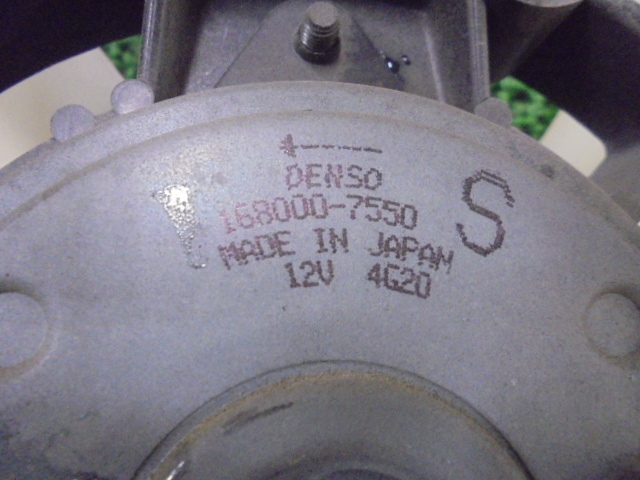 DENSO
168000-7550
MADE IN JAPAN
12V 4G20
S